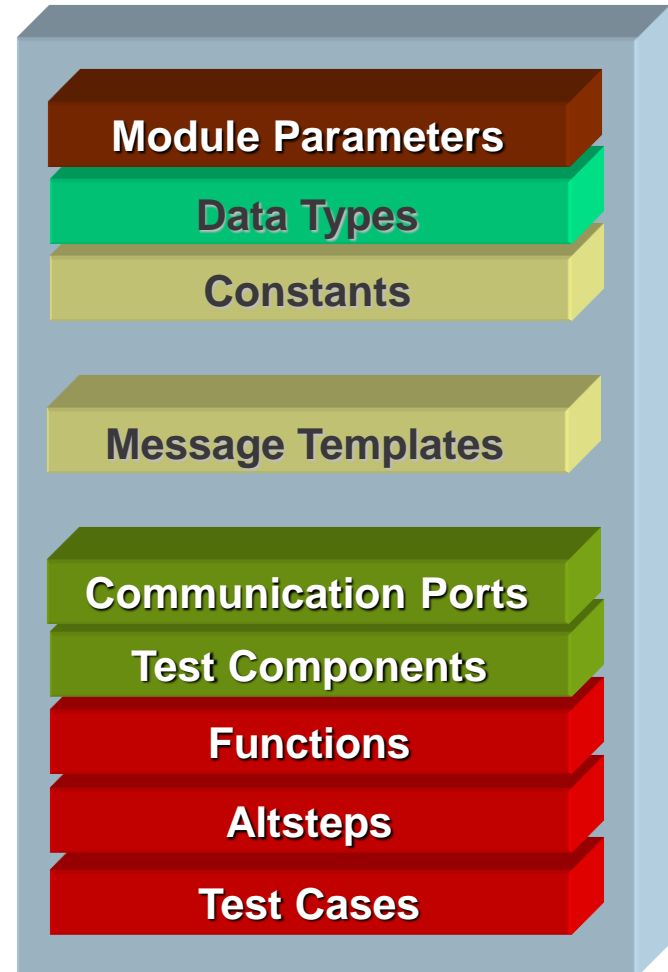 Module Parameters
Data Types
Constants
Message Templates
Communication Ports
Test Components
Functions
Altsteps
Test Cases